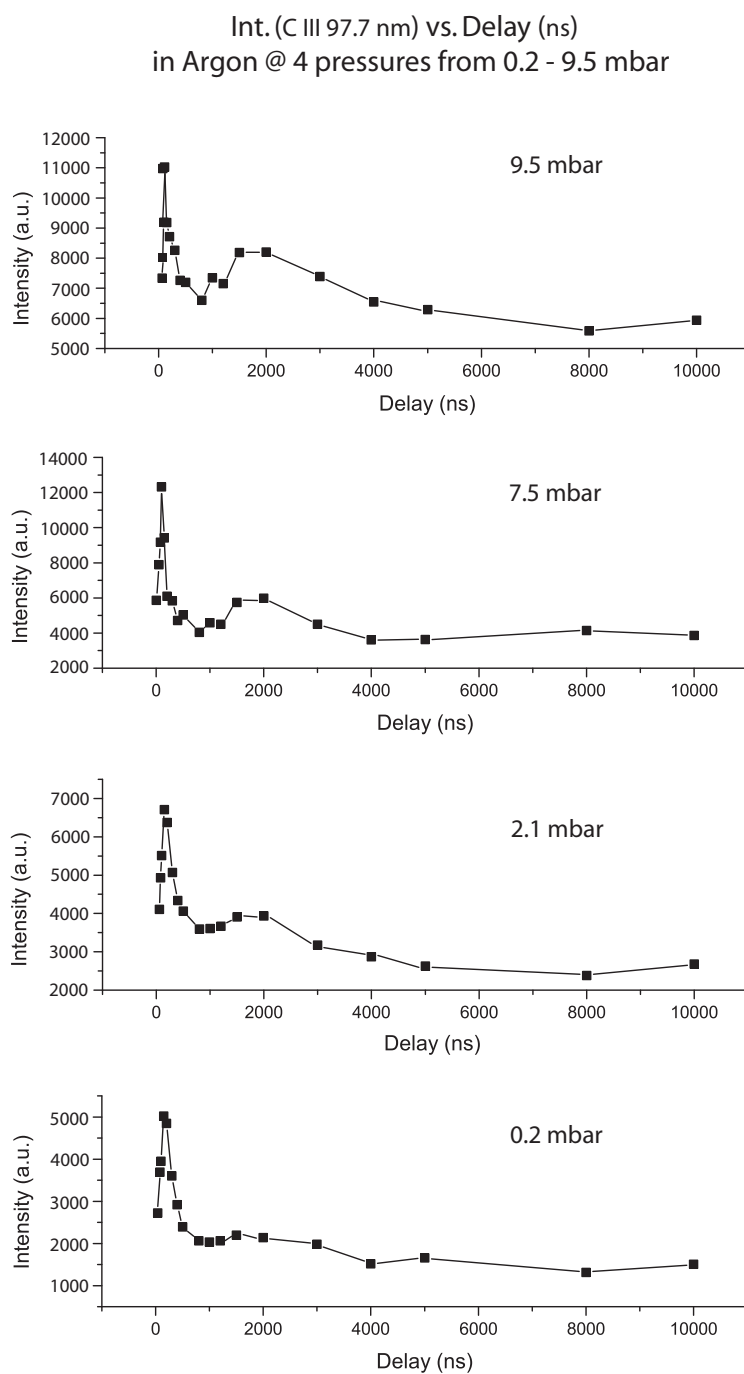 Int. (C III 97.7 nm) vs. Delay (ns)
in Argon @ 4 pressures from 0.2 - 9.5 mbar
12000
11000
10000
9000
8000
7000
6000
5000
Intensity (a.u.)
9.5 mbar
0 2000 4000 6000 8000 10000
Delay (ns)
14000
12000
10000
8000
6000
4000
2000
Intensity (a.u.)
7.5 mbar
0 2000 4000 6000 8000 10000
Delay (ns)
7000
6000
5000
4000
3000
2000
Intensity (a.u.)
2.1 mbar
0 2000 4000 6000 8000 10000
Delay (ns)
5000
4000
3000
2000
1000
Intensity (a.u.)
0.2 mbar
0 2000 4000 6000 8000 10000
Delay (ns)